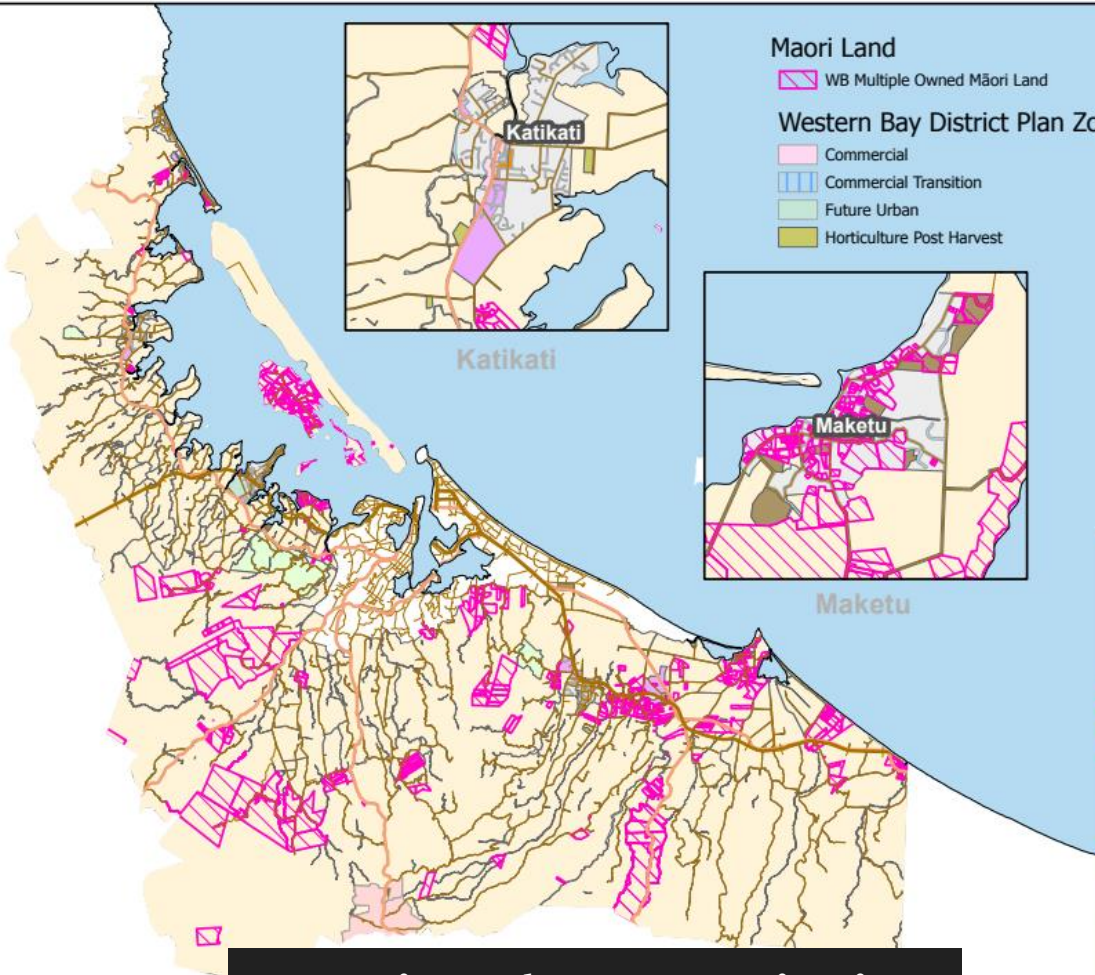 Maori Land
WB Multiple Owned Māori Land
Western Bay District Plan Zo
Commercial
Commercial Transition
Future Urban
Horticulture Post Harvest
Katikati
Katikati
Maketu
Maketu